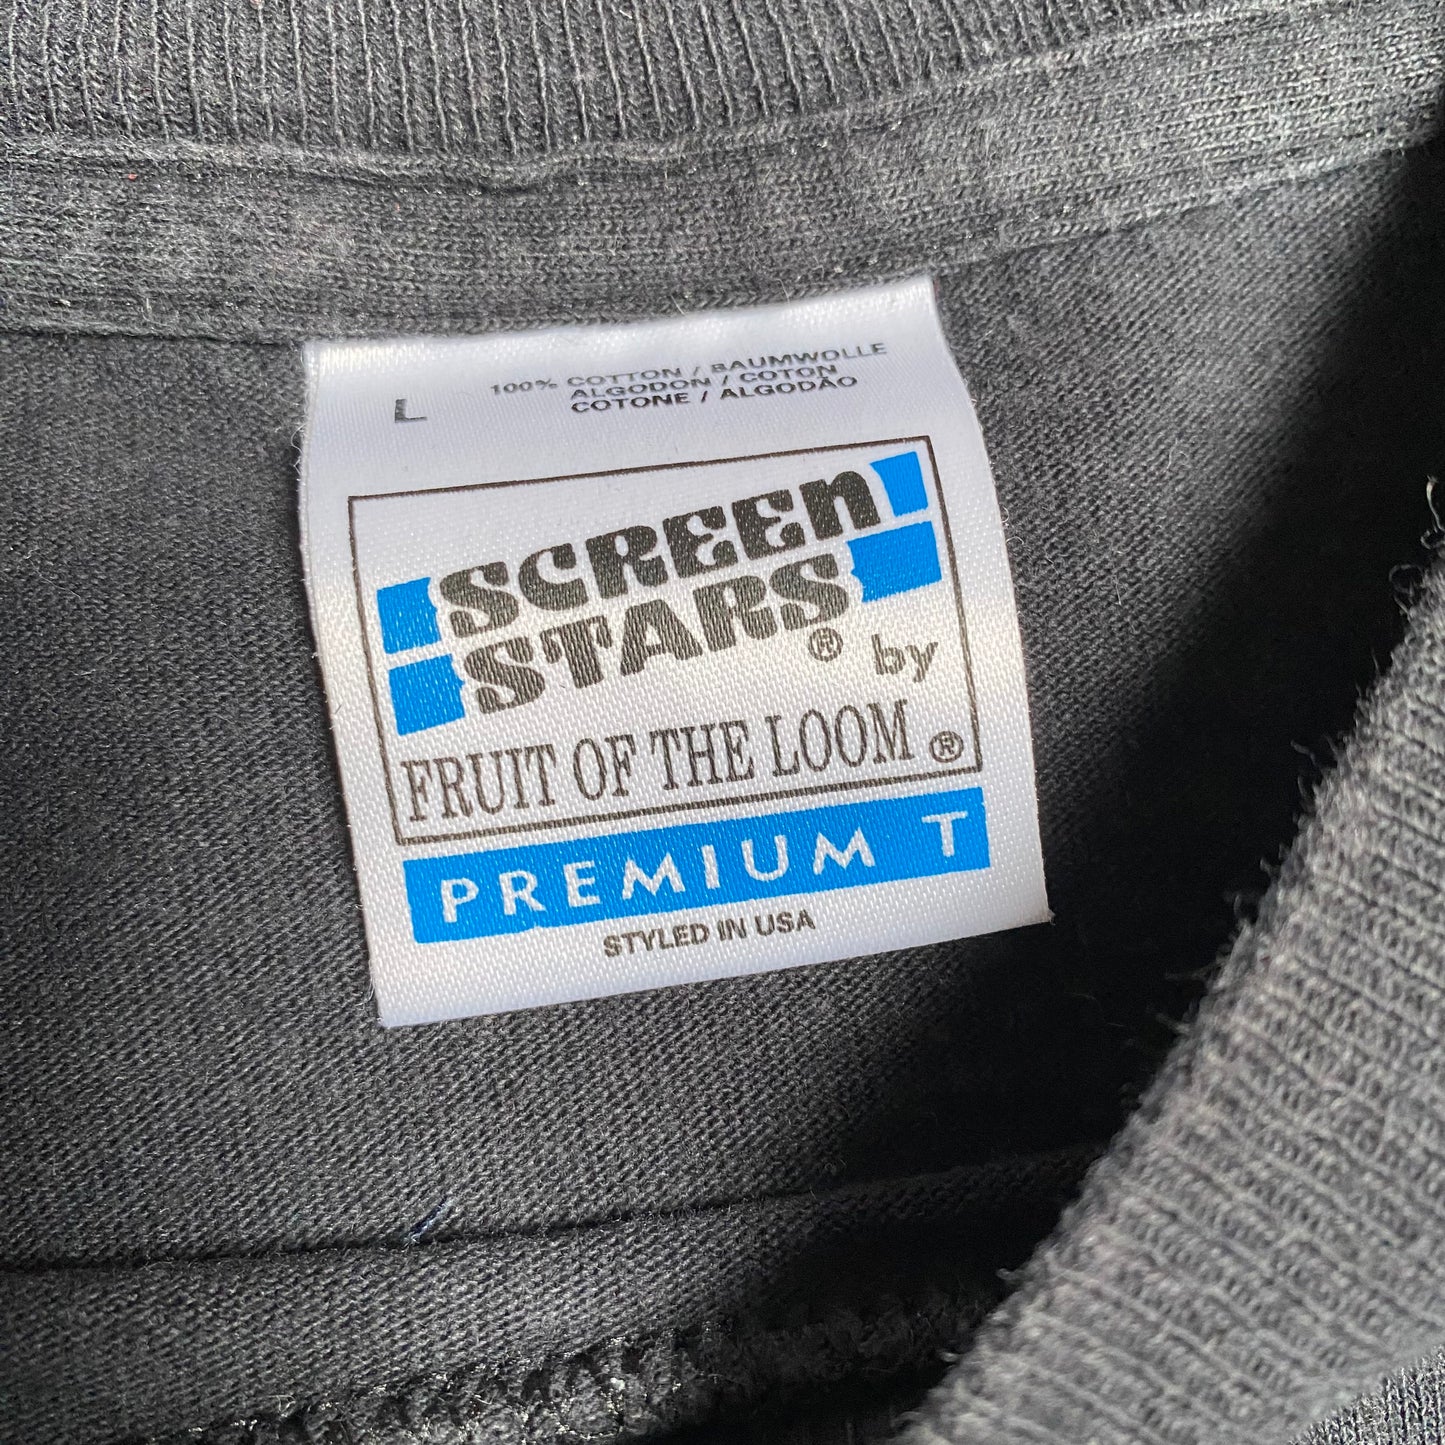 L
100% COTTON / BAUMWOLLE
ALGODON / COTON
COTONE / ALGODÃO
SCREEN
STARS® by
FRUIT OF THE LOOM®
PREMIUM T
STYLED IN USA